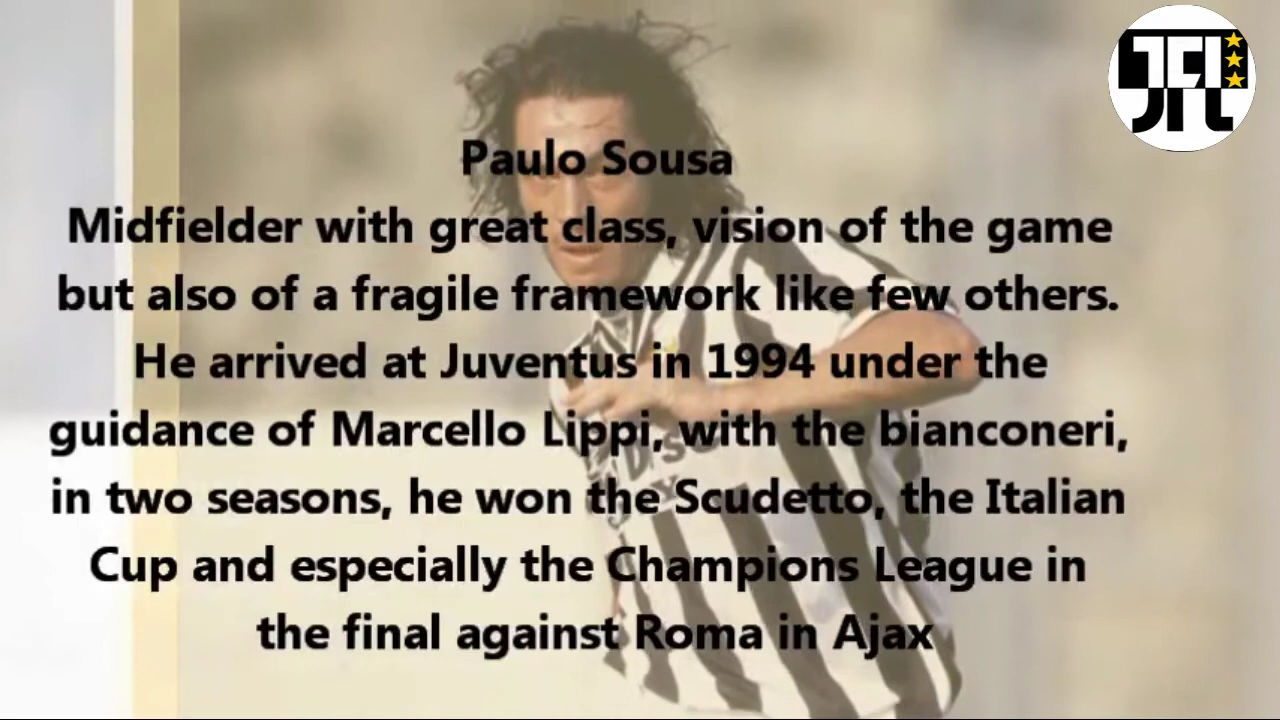 JFL
Paulo Sousa
Midfielder with great class, vision of the game
but also of a fragile framework like few others.
He arrived at Juventus in 1994 under the
guidance of Marcello Lippi, with the bianconeri,
in two seasons, he won the Scudetto, the Italian
Cup and especially the Champions League in
the final against Roma in Ajax